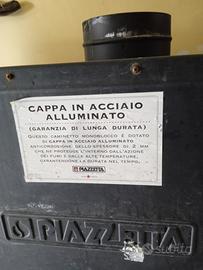 CAPPA IN ACCIAIO
ALLUMINATO
(GARANZIA DI LUNGA DURATA)
QUESTO CAMINETTO MONOBLOCCO È DOTATO
DI CAPPA IN ACCIAIO ALLUMINATO
ANTICORROSIONE DELLO SPESSORE DI 2 MM
CHE NE PROTEGGE L'INTERNO DALL'AZIONE
DEI FUMI E DALLE ALTE TEMPERATURE,
GARANTENDONE LA DURATA NEL TEMPO.
PIAZZETTA
PIAZZETTA
subito